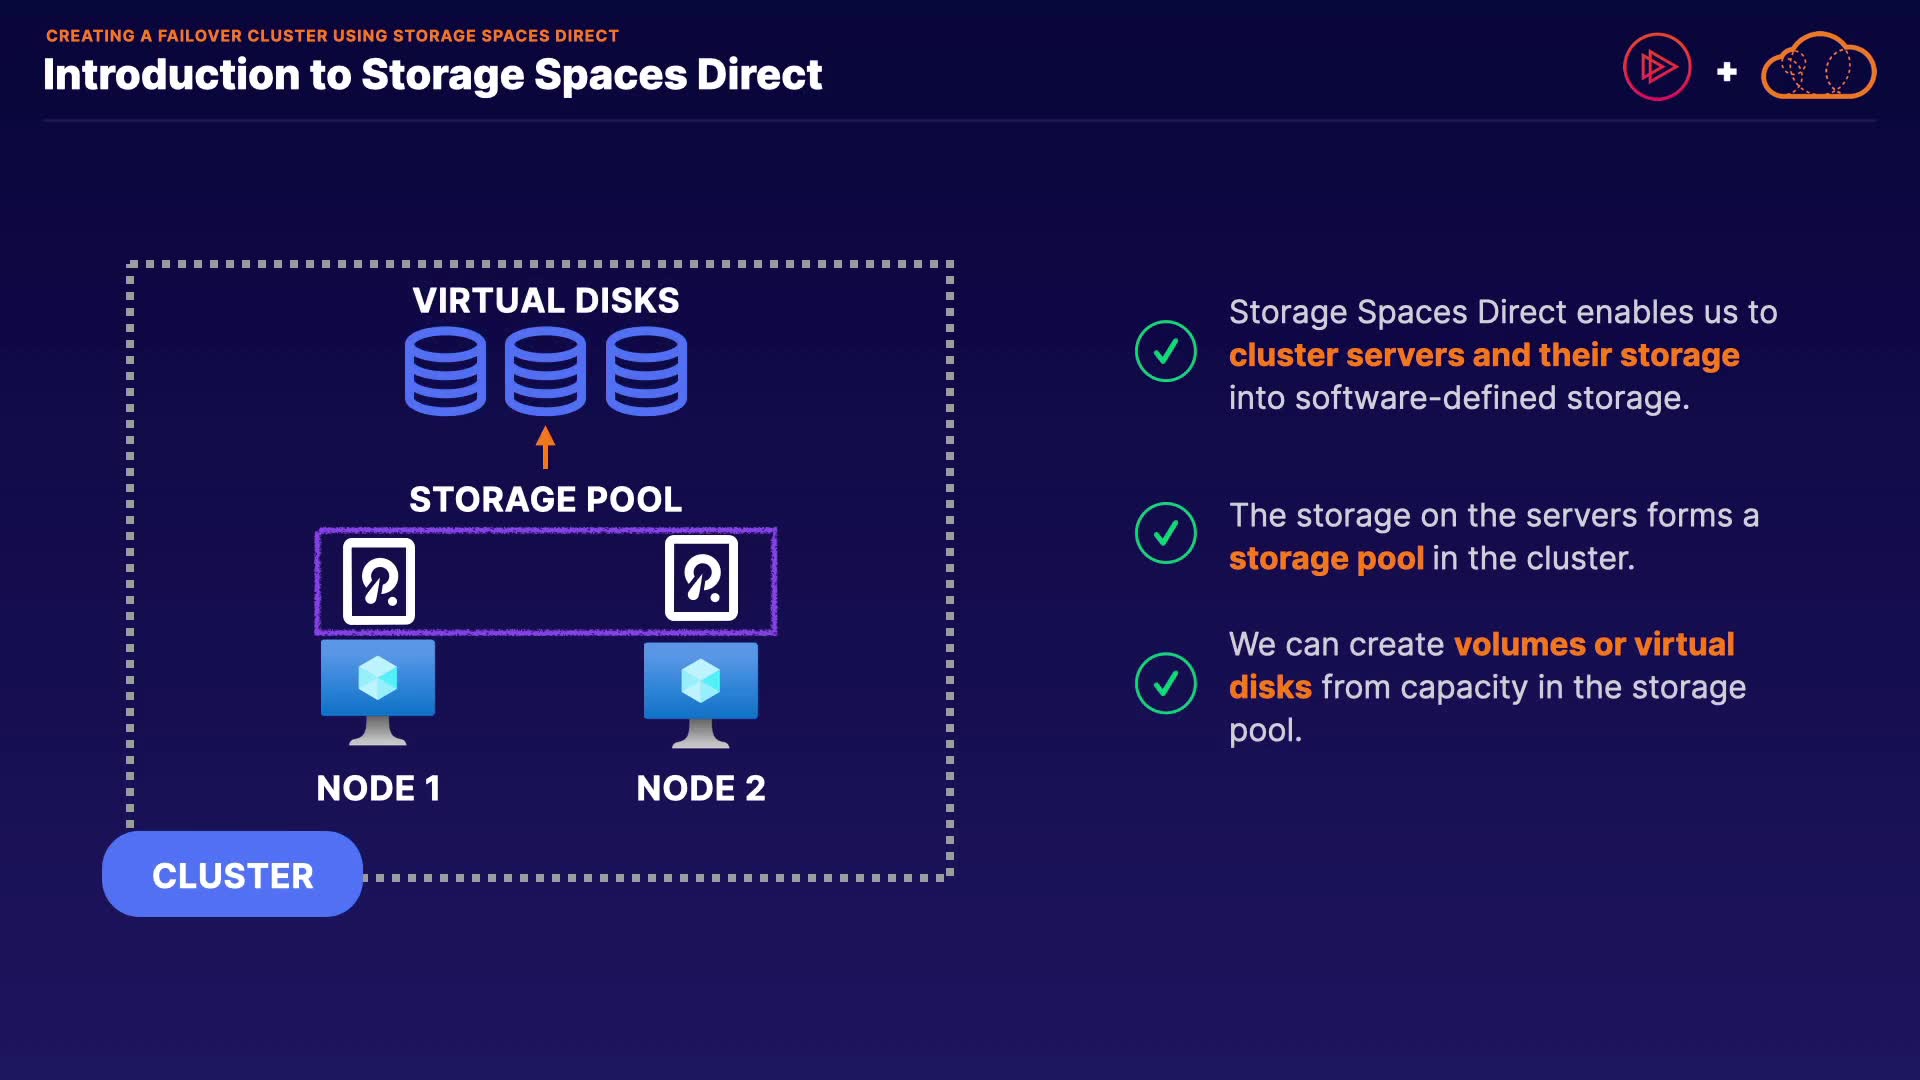 CREATING A FAILOVER CLUSTER USING STORAGE SPACES DIRECT
Introduction to Storage Spaces Direct
+
VIRTUAL DISKS
STORAGE POOL
NODE 1
NODE 2
CLUSTER
Storage Spaces Direct enables us to
cluster servers and their storage
into software-defined storage.
The storage on the servers forms a
storage pool in the cluster.
We can create volumes or virtual
disks from capacity in the storage
pool.